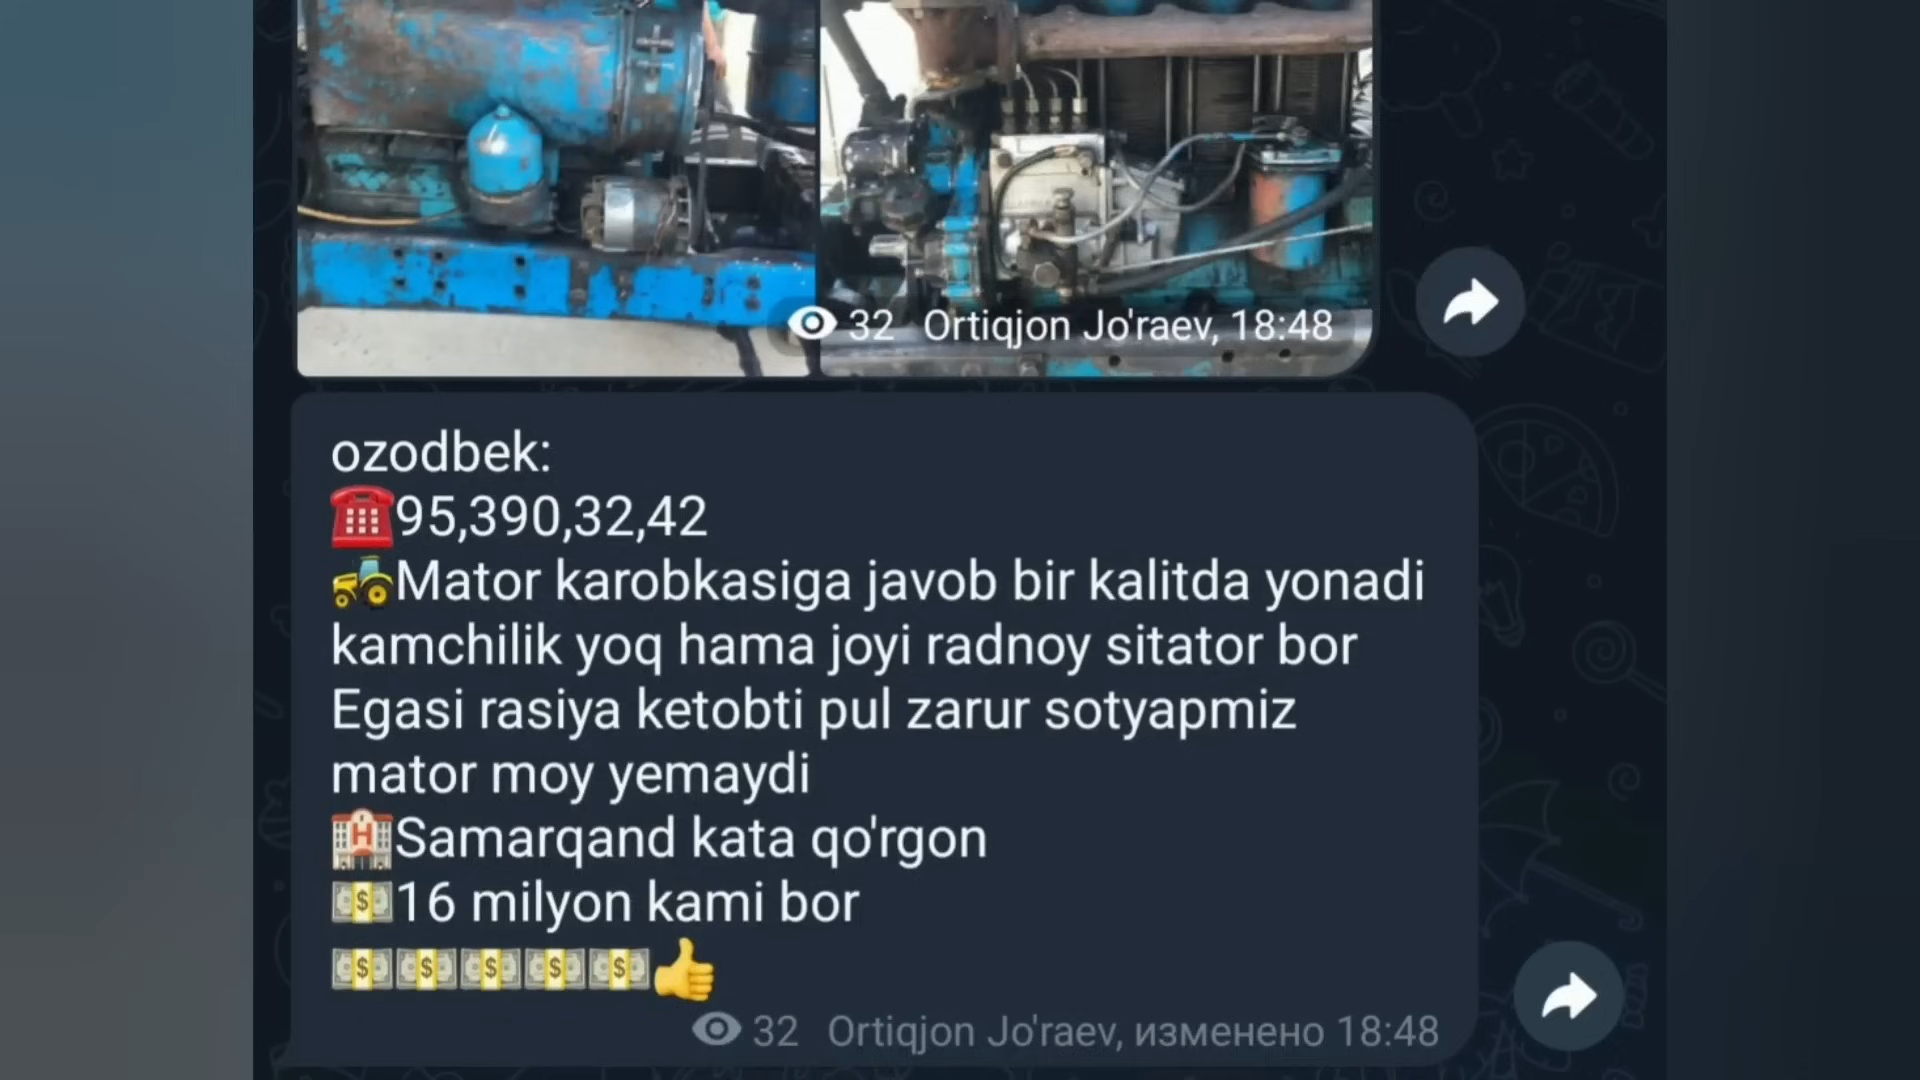 32 Ortiqjon Jo'raev, 18:48
ozodbek:
☎️95,390,32,42
🚜Mator karobkasiga javob bir kalitda yonadi
kamchilik yoq hama joyi radnoy sitator bor
Egasi rasiya ketobti pul zarur sotyapmiz
mator moy yemaydi
🏩Samarqand kata qo'rgon
💵16 milyon kami bor
💵💵💵💵💵👍
32 Ortiqjon Jo'raev, изменено 18:48